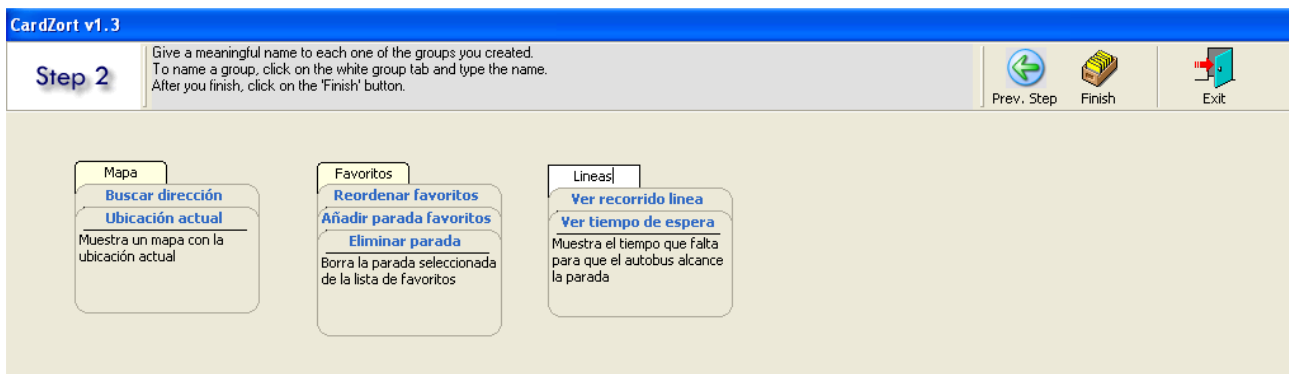 CardZort v1.3
Step 2
Give a meaningful name to each one of the groups you created.
To name a group, click on the white group tab and type the name.
After you finish, click on the 'Finish' button.
Prev. Step
Finish
Exit
Mapa
Buscar dirección
Ubicación actual
Muestra un mapa con la
ubicación actual
Favoritos
Reordenar favoritos
Añadir parada favoritos
Eliminar parada
Borra la parada seleccionada
de la lista de favoritos
Lineas
Ver recorrido linea
Ver tiempo de espera
Muestra el tiempo que falta
para que el autobus alcance
la parada